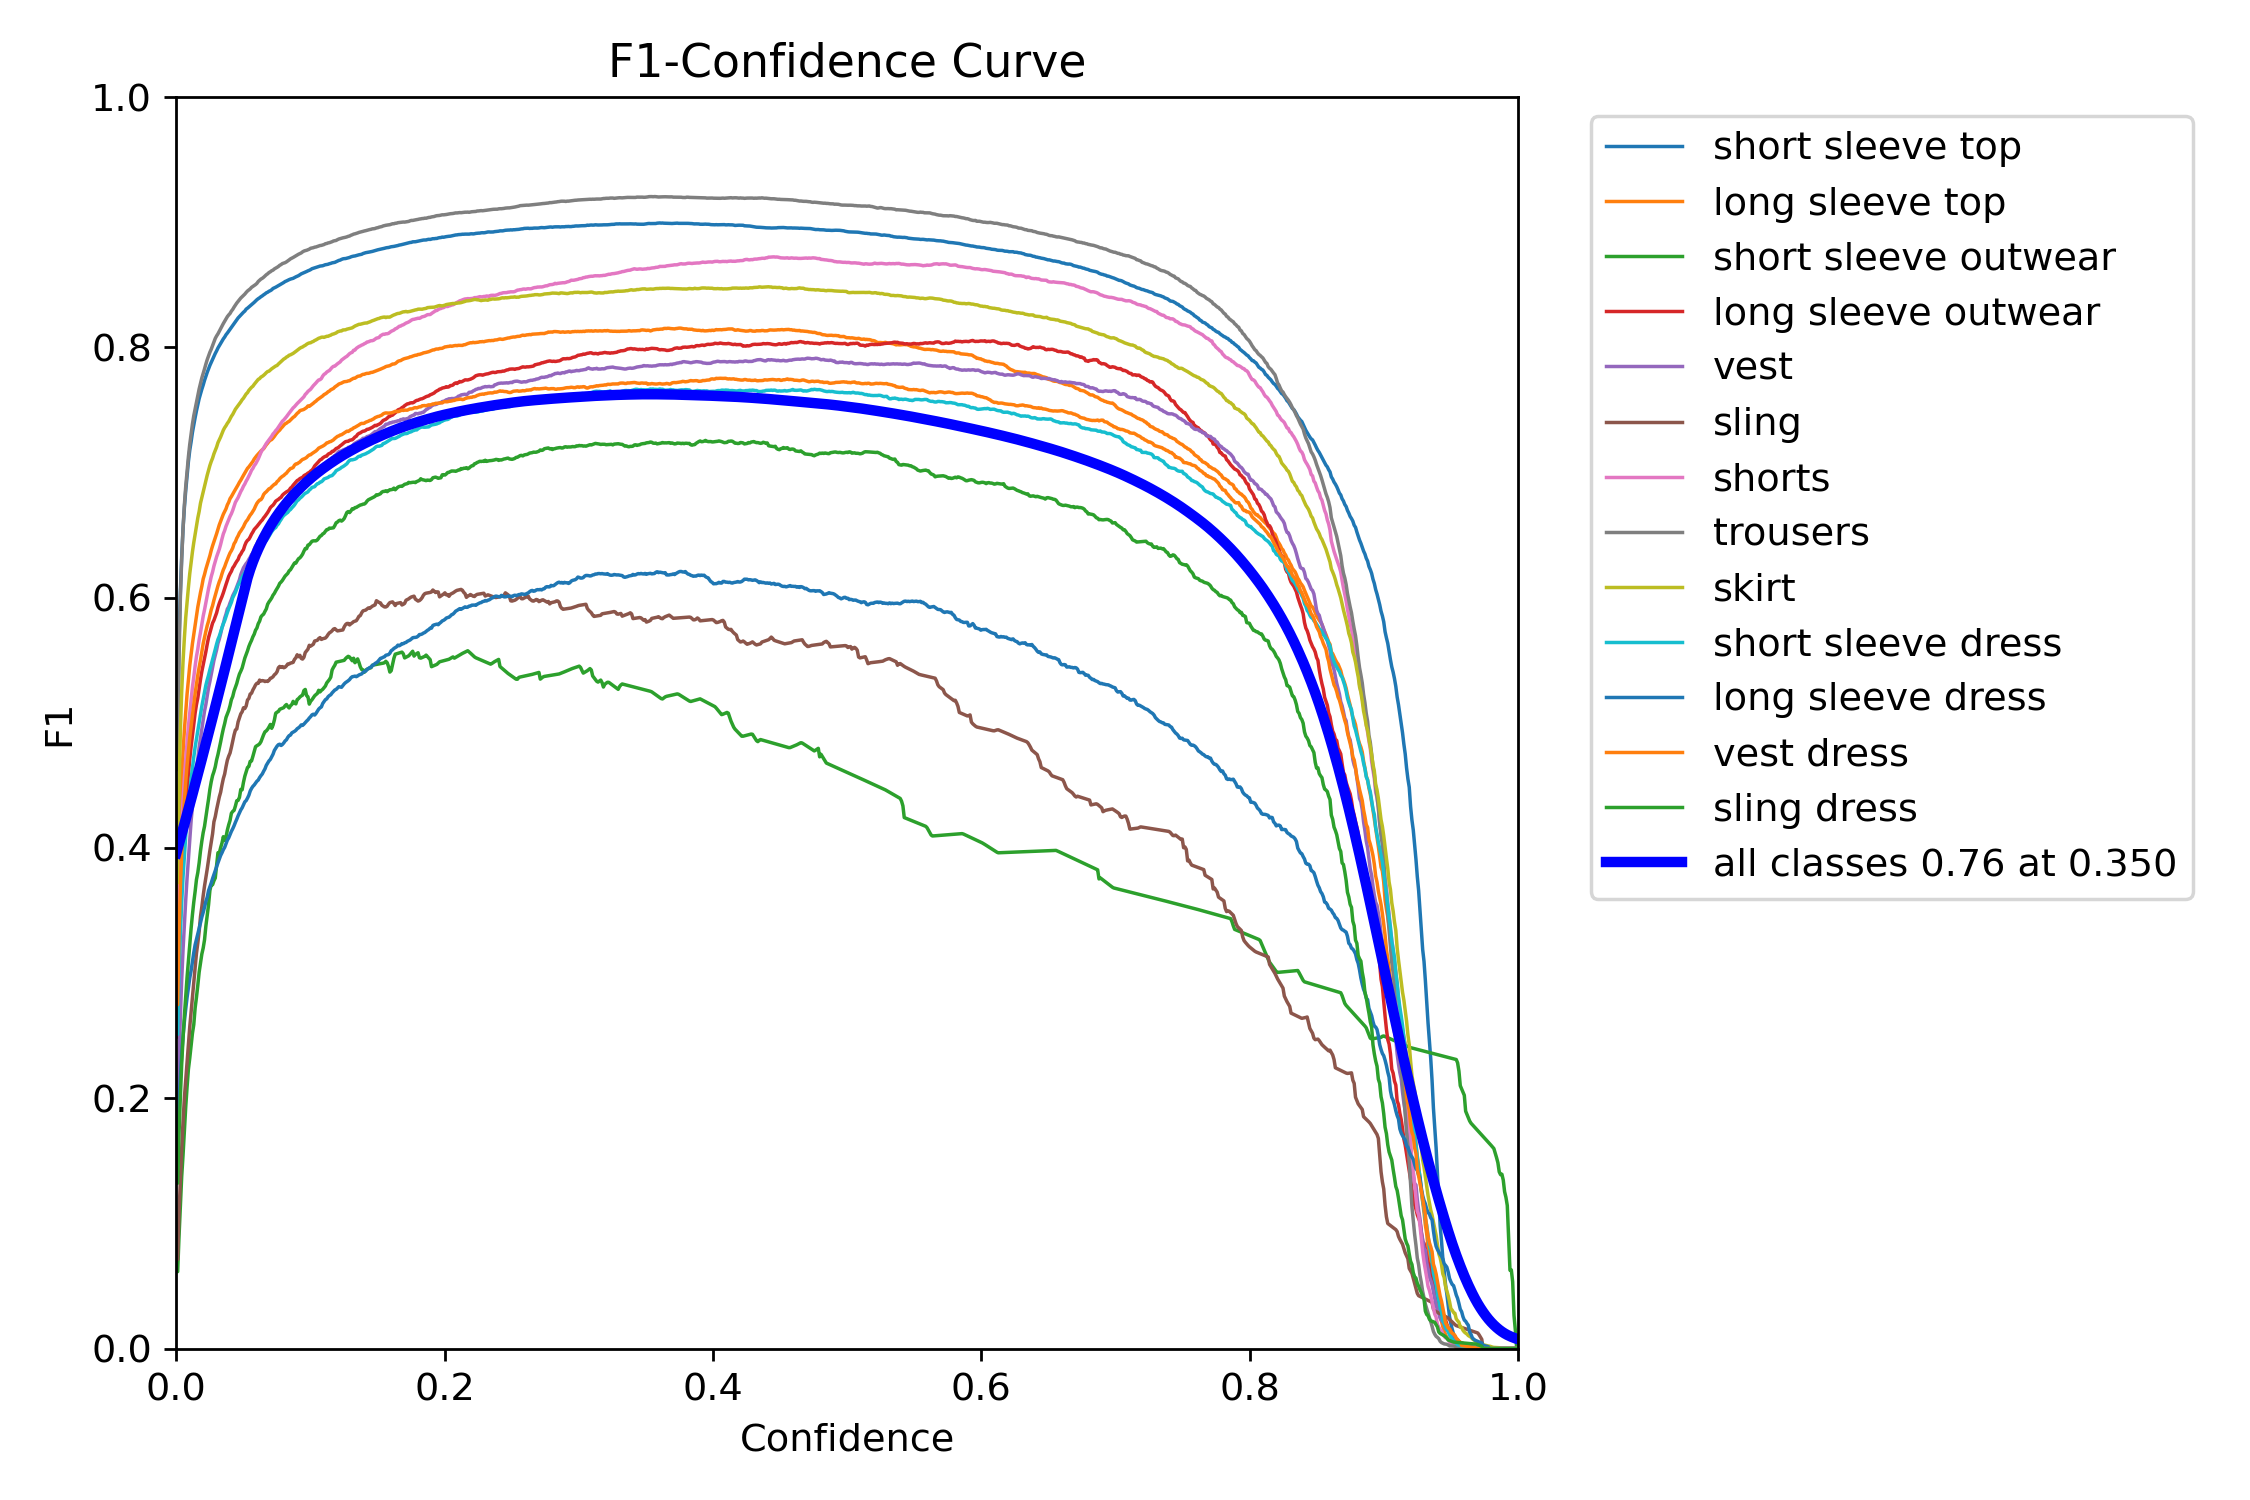 F1-Confidence Curve
1.0
0.8
0.6
0.4
0.2
0.0
F1
0.0 0.2 0.4 0.6 0.8 1.0
Confidence
short sleeve top
long sleeve top
short sleeve outwear
long sleeve outwear
vest
sling
shorts
trousers
skirt
short sleeve dress
long sleeve dress
vest dress
sling dress
all classes 0.76 at 0.350